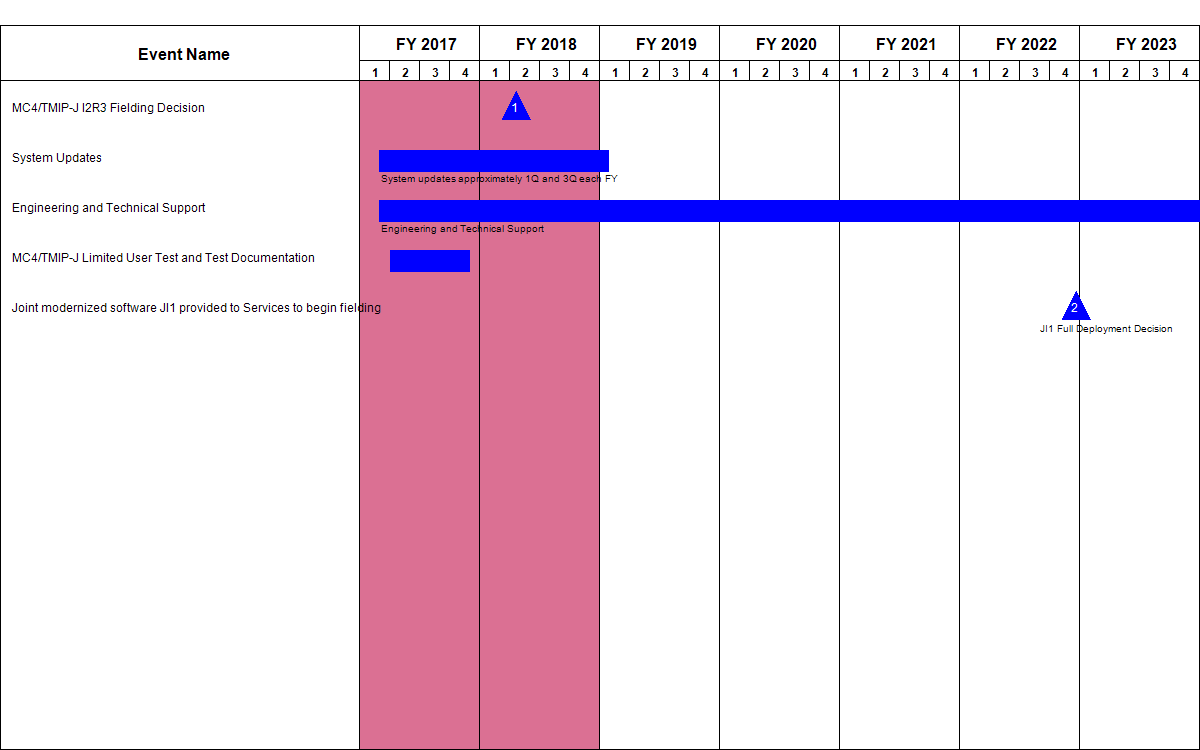 Event Name
FY 2017 FY 2018 FY 2019 FY 2020 FY 2021 FY 2022 FY 2023
1 2 3 4 1 2 3 4 1 2 3 4 1 2 3 4 1 2 3 4 1 2 3 4 1 2 3 4
MC4/TMIP-J I2R3 Fielding Decision
1
System Updates
System updates approximately 1Q and 3Q each FY
Engineering and Technical Support
Engineering and Technical Support
MC4/TMIP-J Limited User Test and Test Documentation
Joint modernized software JI1 provided to Services to begin fielding
2
JI1 Full Deployment Decision